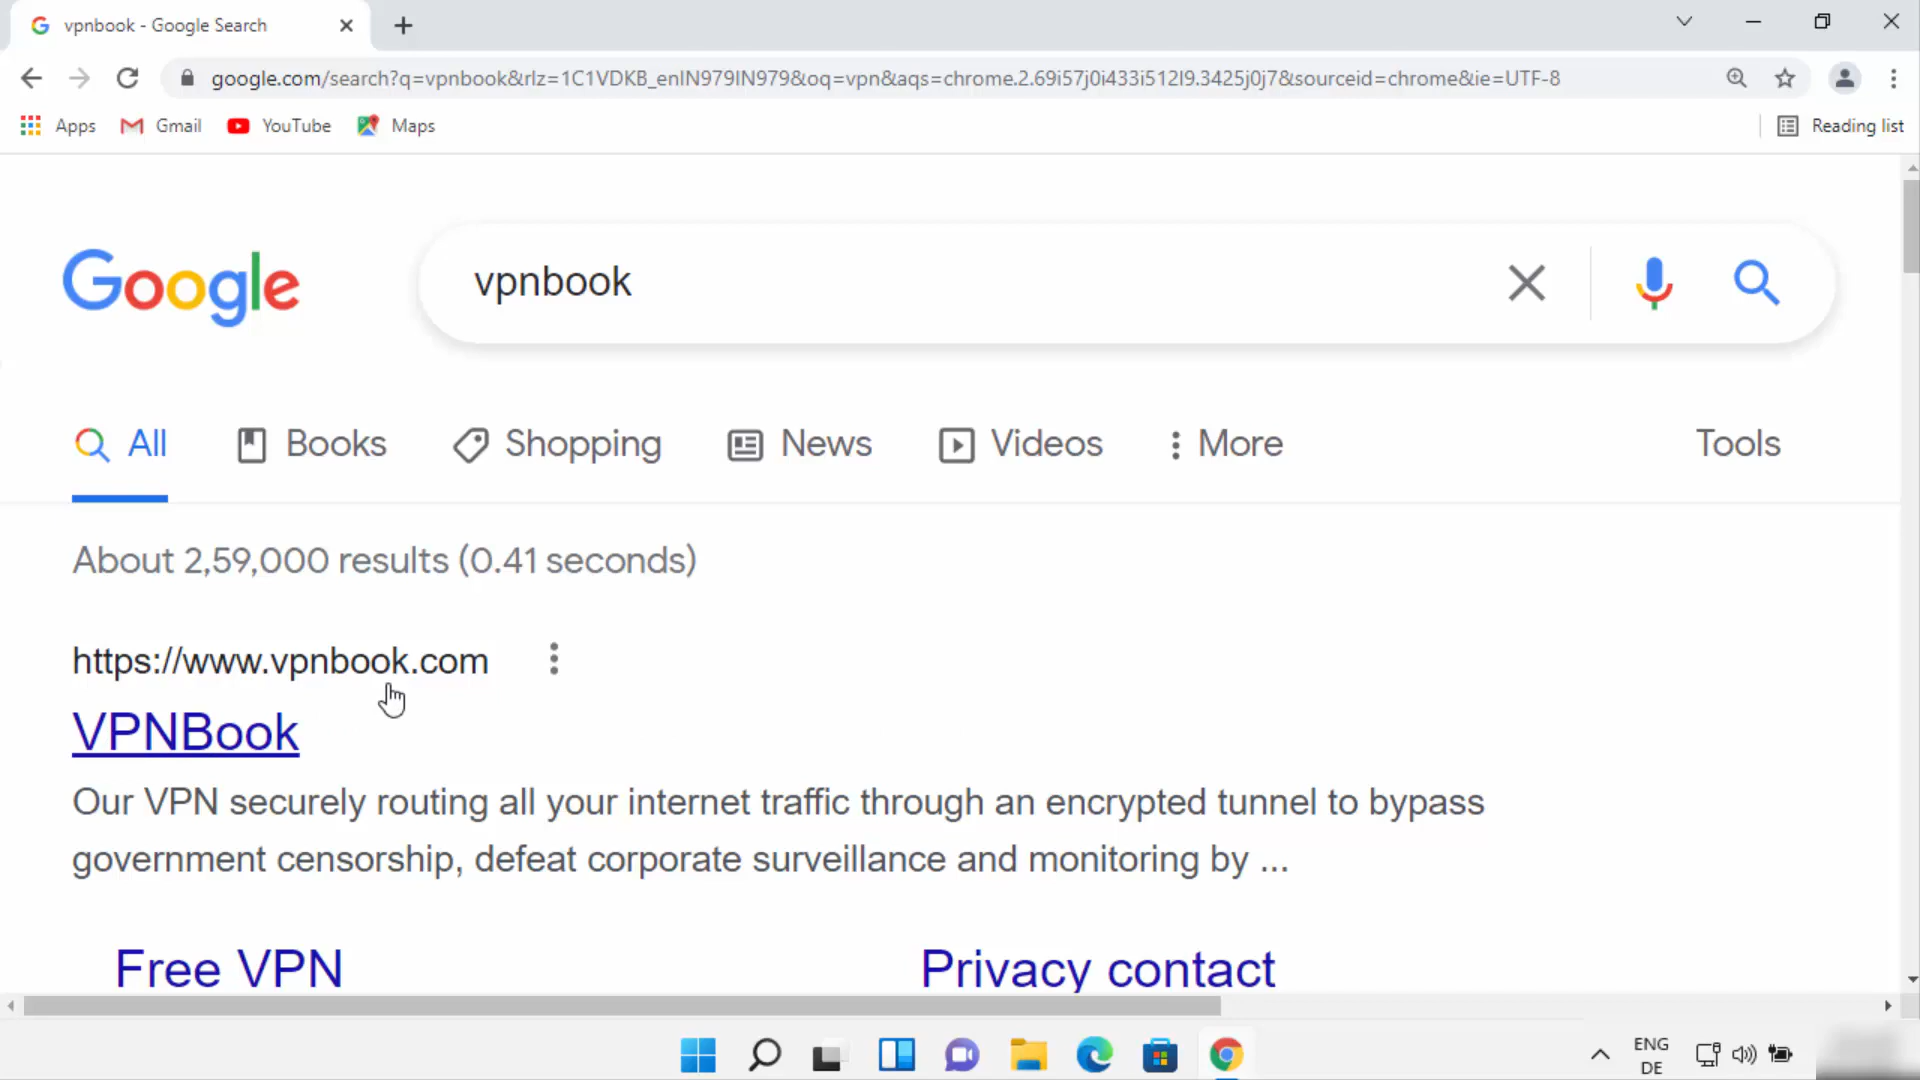 vpnbook - Google Search
google.com/search?q=vpnbook&rlz=1C1VDKB_enIN979IN979&oq=vpn&aqs=chrome.2.69i57j0i433i512l9.3425j0j7&sourceid=chrome&ie=UTF-8
Apps Gmail YouTube Maps Reading list
Google vpnbook
All Books Shopping News Videos More Tools
About 2,59,000 results (0.41 seconds)
https://www.vpnbook.com
VPNBook
Our VPN securely routing all your internet traffic through an encrypted tunnel to bypass
government censorship, defeat corporate surveillance and monitoring by ...
Free VPN Privacy contact
ENG
DE